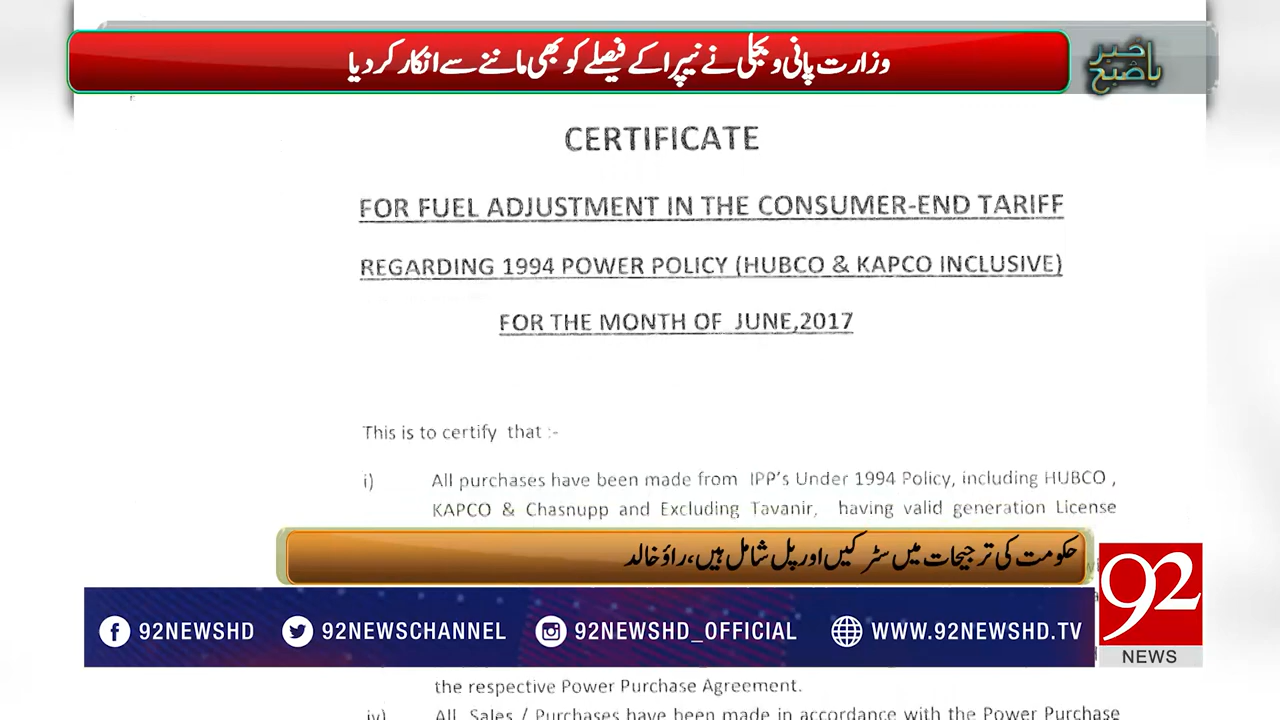 وزارت پانی و بجلی نے نیپرا کے فیصلے کو بھی ماننے سے انکار کر دیا
خبر
باصبح
CERTIFICATE
FOR FUEL ADJUSTMENT IN THE CONSUMER-END TARIFF
REGARDING 1994 POWER POLICY (HUBCO & KAPCO INCLUSIVE)
FOR THE MONTH OF JUNE,2017
This is to certify that :-
i) All purchases have been made from IPP's Under 1994 Policy, including HUBCO ,
KAPCO & Chasnupp and Excluding Tavanir, having valid generation License
حکومت کی ترجیحات میں سڑکیں اور پل شامل ہیں، راؤ خالد
92NEWSHD 92NEWSCHANNEL 92NEWSHD_OFFICIAL WWW.92NEWSHD.TV
92
NEWS
the respective Power Purchase Agreement.
iv) All Sales / Purchases have been made in accordance with the Power Purchase